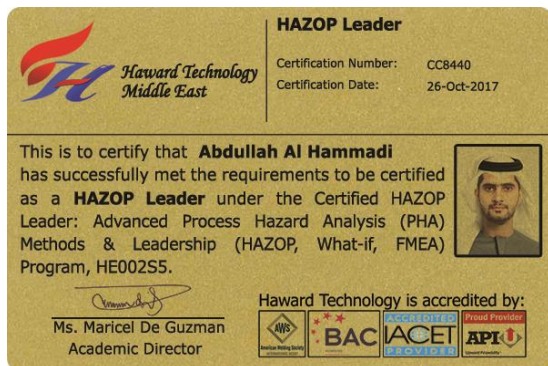 HAZOP Leader
Haward Technology
Middle East
Certification Number: CC8440
Certification Date: 26-Oct-2017
This is to certify that Abdullah Al Hammadi
has successfully met the requirements to be certified
as a HAZOP Leader under the Certified HAZOP
Leader: Advanced Process Hazard Analysis (PHA)
Methods & Leadership (HAZOP, What-if, FMEA)
Program, HE002S5.
Ms. Maricel De Guzman
Academic Director
Haward Technology is accredited by:
AWS
American Welding Society
BAC
ACCREDITED
IACET
PROVIDER
Proud Provider
API